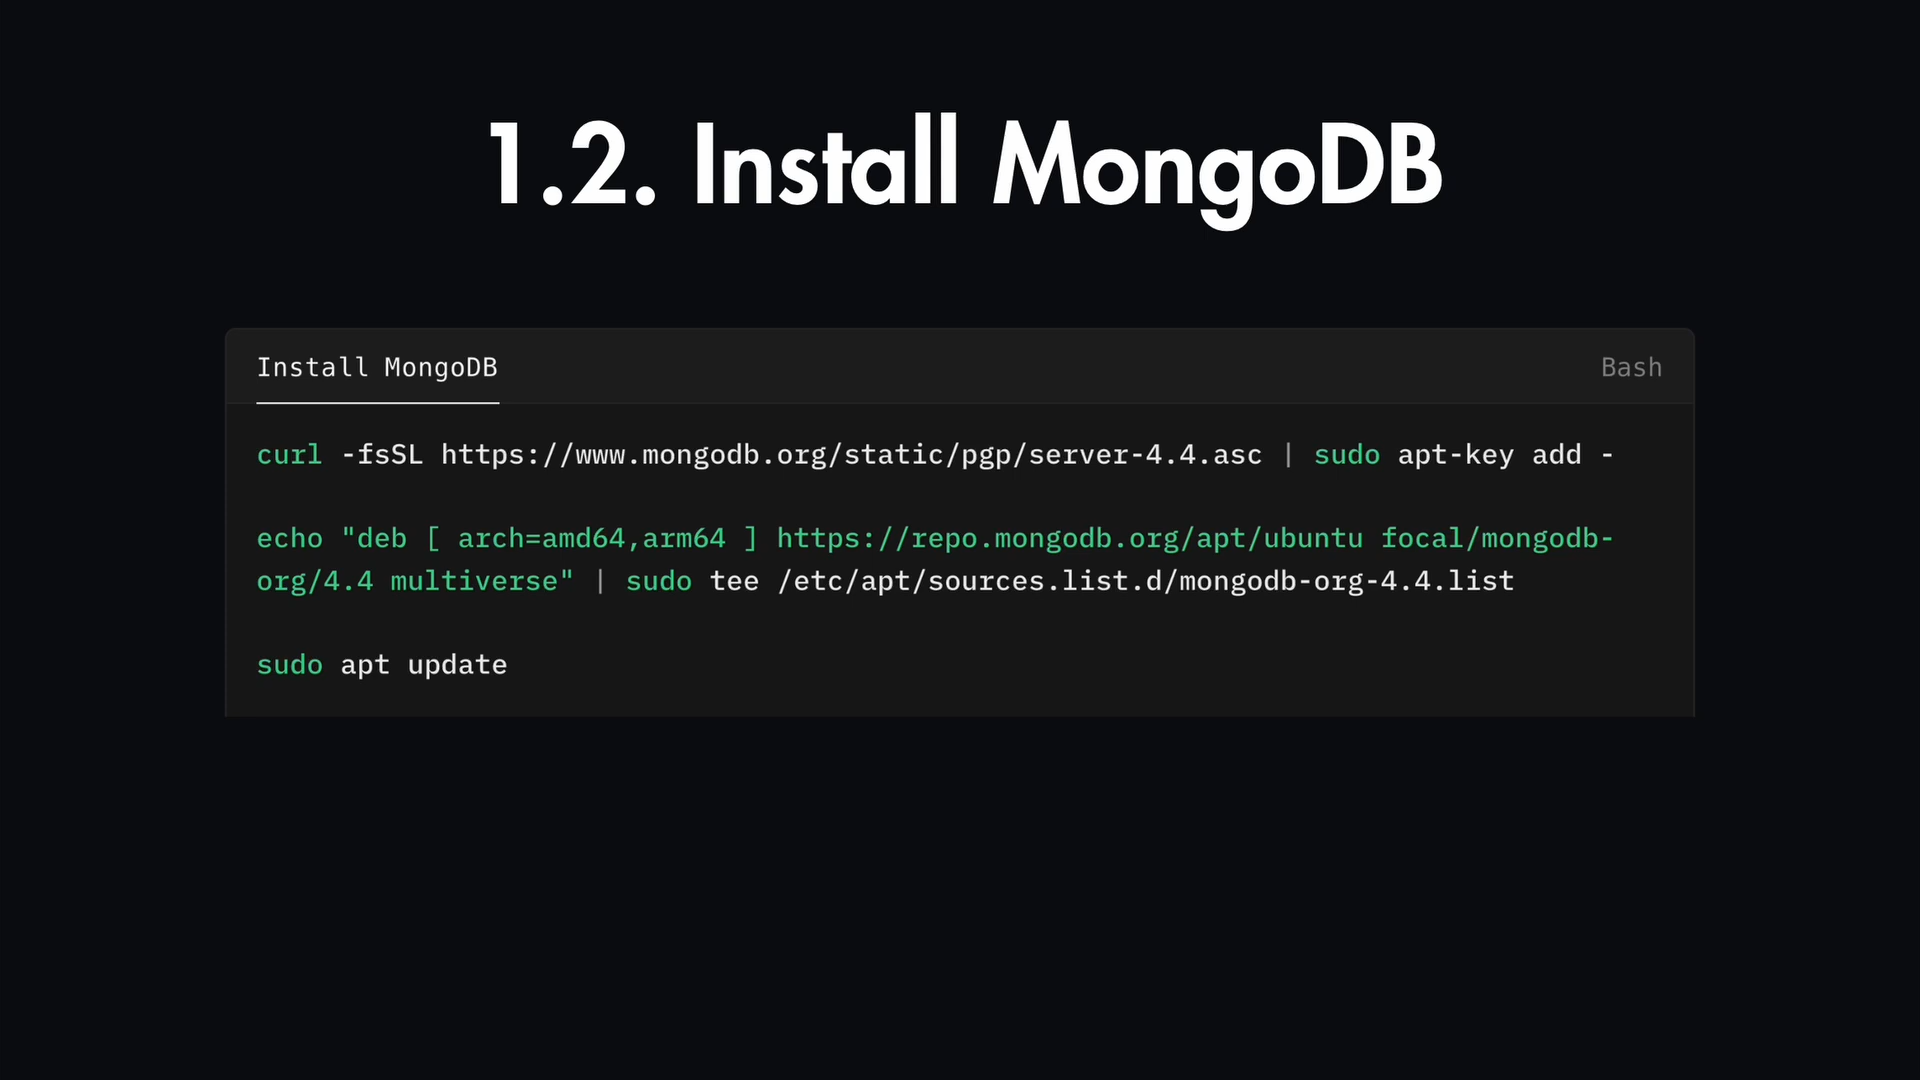 1.2. Install MongoDB
Install MongoDB
Bash
curl -fsSL https://www.mongodb.org/static/pgp/server-4.4.asc | sudo apt-key add -
echo "deb [ arch=amd64,arm64 ] https://repo.mongodb.org/apt/ubuntu focal/mongodb-
org/4.4 multiverse" | sudo tee /etc/apt/sources.list.d/mongodb-org-4.4.list
sudo apt update